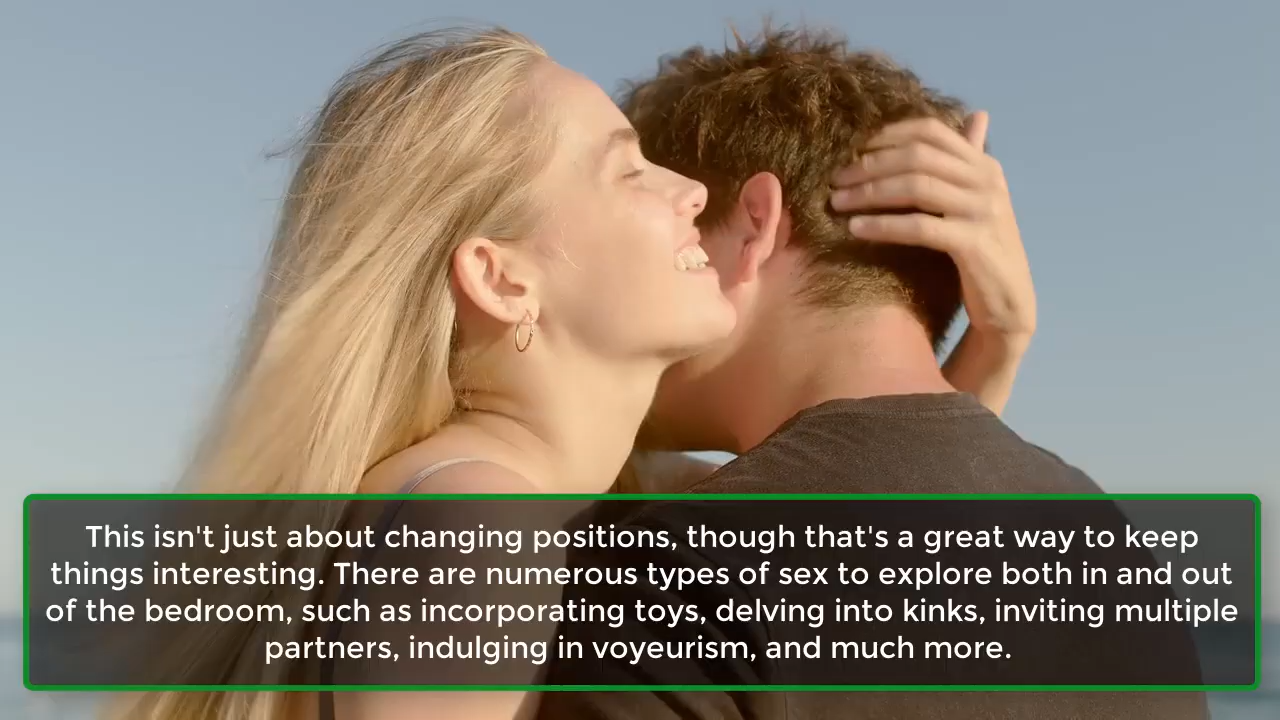 This isn't just about changing positions, though that's a great way to keep
things interesting. There are numerous types of sex to explore both in and out
of the bedroom, such as incorporating toys, delving into kinks, inviting multiple
partners, indulging in voyeurism, and much more.